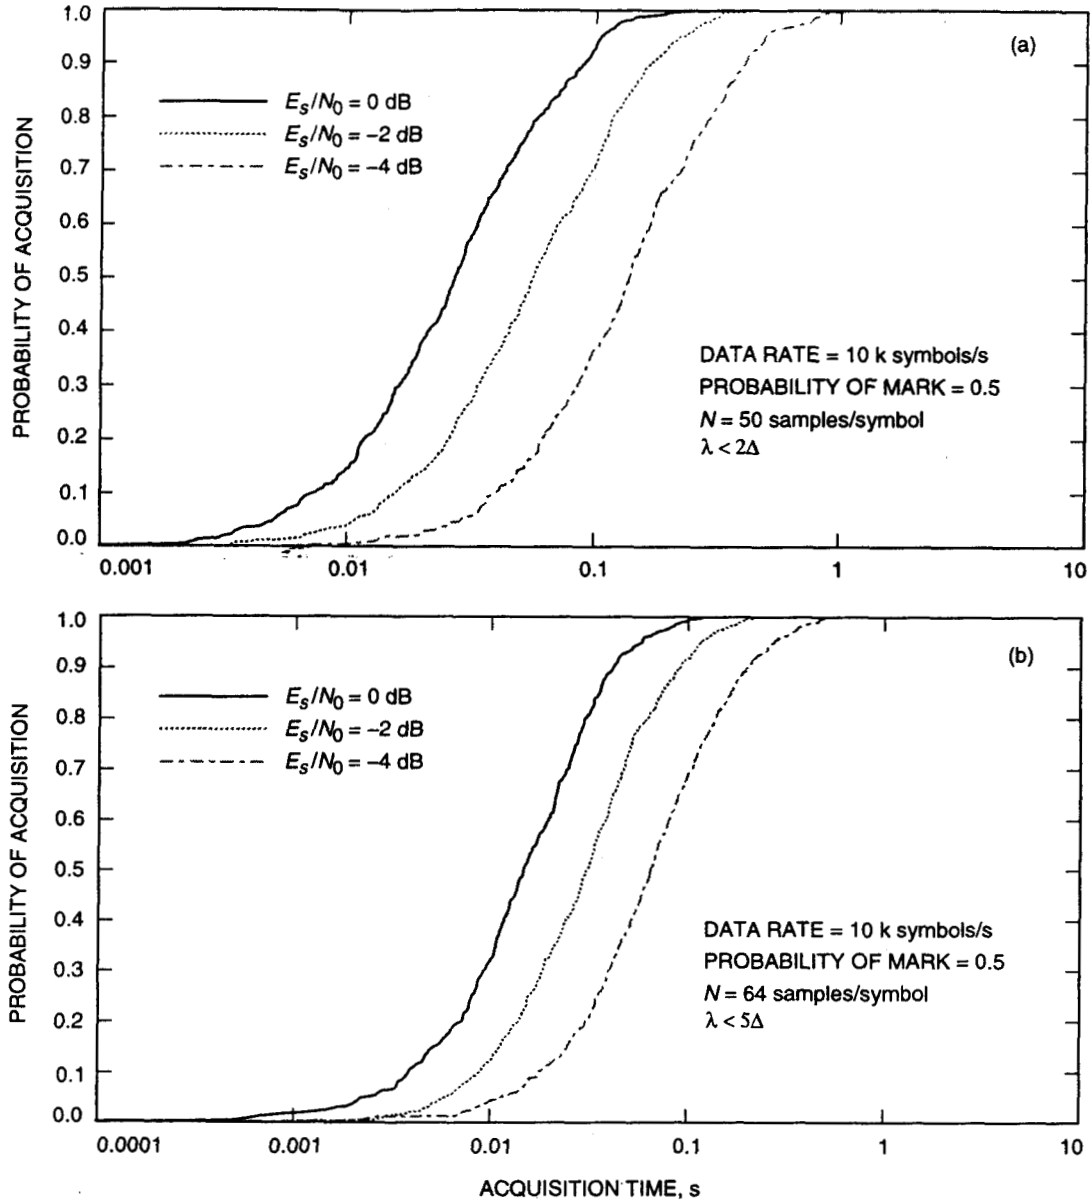 (a)
1.0
0.9
0.8
0.7
0.6
0.5
0.4
0.3
0.2
0.1
0.0
PROBABILITY OF ACQUISITION
E_s/N_0 = 0 dB
E_s/N_0 = −2 dB
E_s/N_0 = −4 dB
DATA RATE = 10 k symbols/s
PROBABILITY OF MARK = 0.5
N = 50 samples/symbol
λ < 2Δ
0.001 0.01 0.1 1 10
(b)
1.0
0.9
0.8
0.7
0.6
0.5
0.4
0.3
0.2
0.1
0.0
PROBABILITY OF ACQUISITION
E_s/N_0 = 0 dB
E_s/N_0 = −2 dB
E_s/N_0 = −4 dB
DATA RATE = 10 k symbols/s
PROBABILITY OF MARK = 0.5
N = 64 samples/symbol
λ < 5Δ
0.0001 0.001 0.01 0.1 1 10
ACQUISITION TIME, s